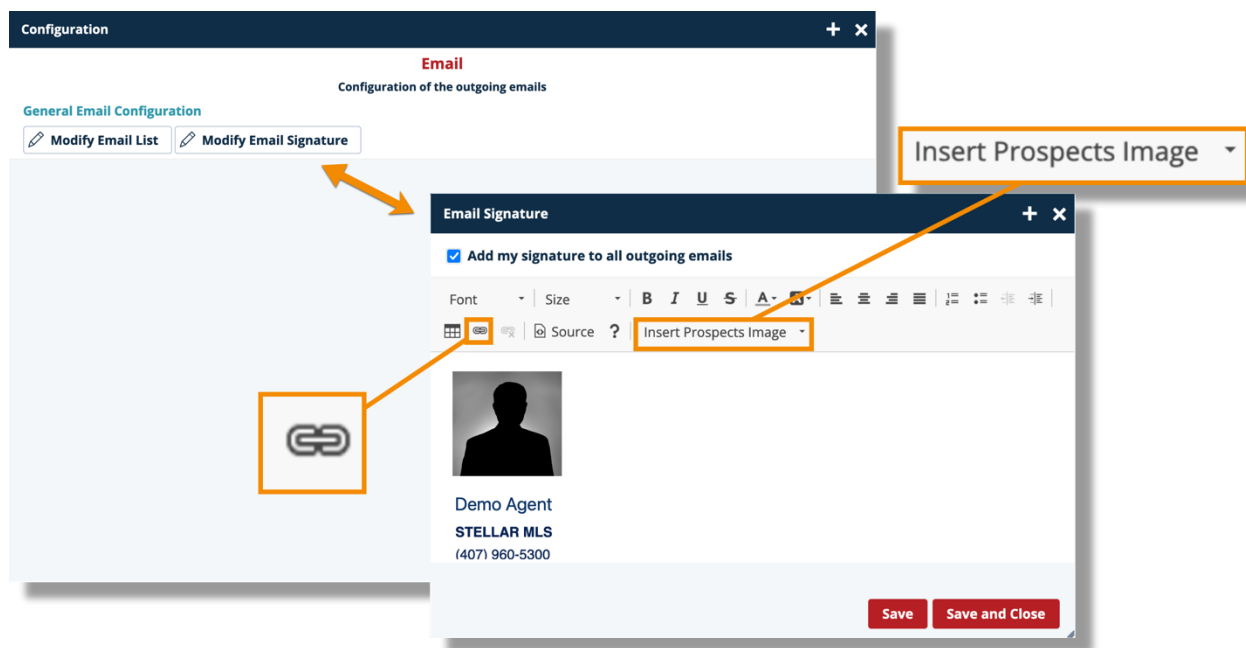 Configuration
Email
Configuration of the outgoing emails
General Email Configuration
Modify Email List Modify Email Signature
Insert Prospects Image
Email Signature
Add my signature to all outgoing emails
Font Size B I U S A A
Source ? Insert Prospects Image
Demo Agent
STELLAR MLS
(407) 960-5300
Save Save and Close